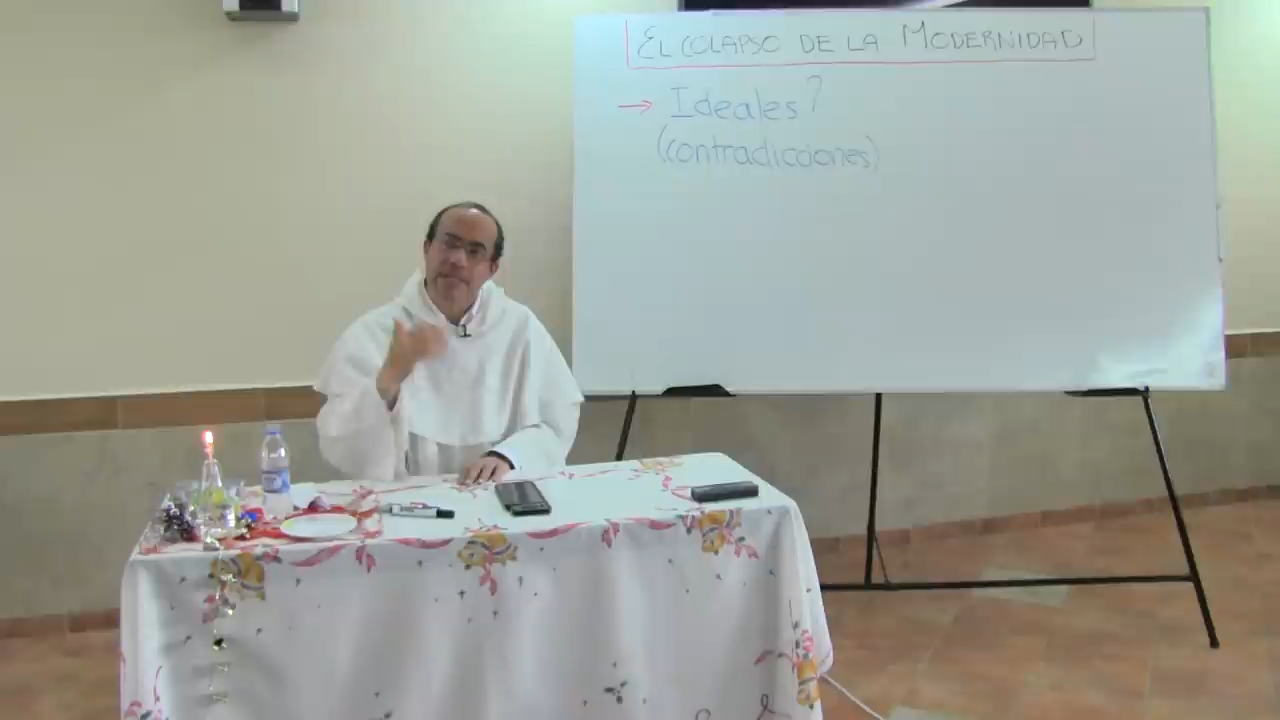 EL COLAPSO DE LA MODERNIDAD
→ Ideales?
(contradicciones)